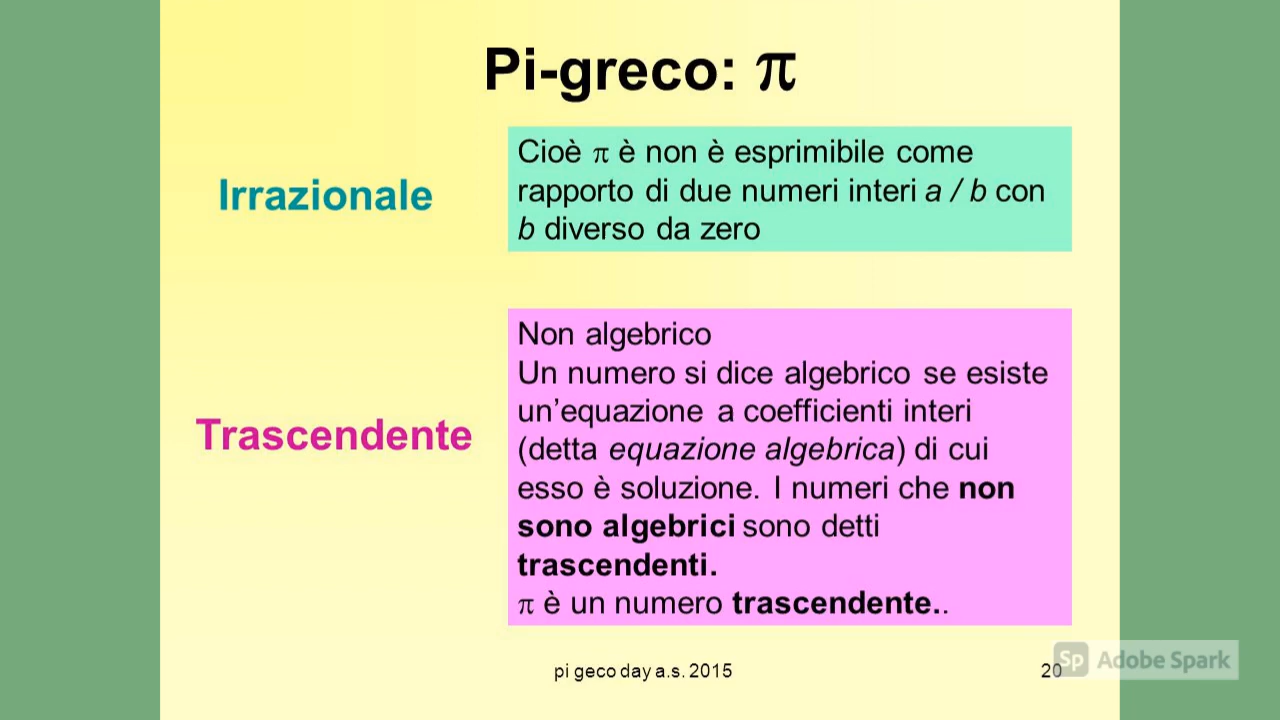 Pi-greco: π
Irrazionale
Cioè π è non è esprimibile come
rapporto di due numeri interi a / b con
b diverso da zero
Trascendente
Non algebrico
Un numero si dice algebrico se esiste
un’equazione a coefficienti interi
(detta equazione algebrica) di cui
esso è soluzione. I numeri che non
sono algebrici sono detti
trascendenti.
π è un numero trascendente..
pi geco day a.s. 2015
20
Sp Adobe Spark